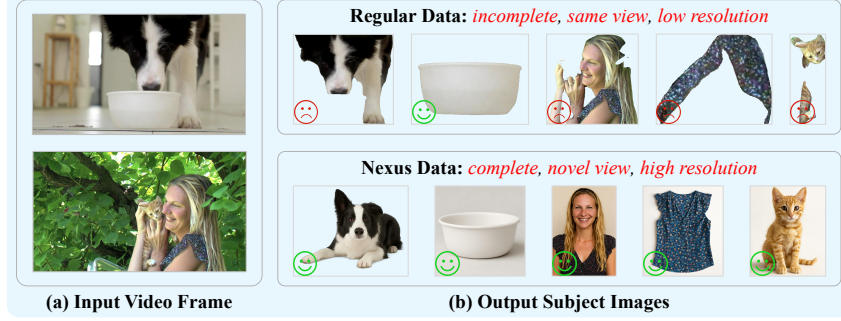 Regular Data: incomplete, same view, low resolution
Nexus Data: complete, novel view, high resolution
(a) Input Video Frame
(b) Output Subject Images